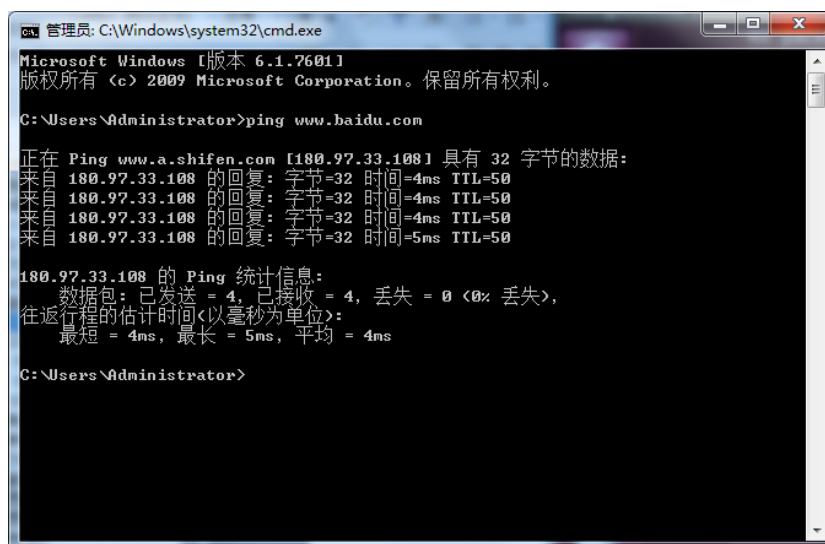 管理员: C:\Windows\system32\cmd.exe
Microsoft Windows [版本 6.1.7601]
版权所有 (c) 2009 Microsoft Corporation。保留所有权利。
C:\Users\Administrator>ping www.baidu.com
正在 Ping www.a.shifen.com [180.97.33.108] 具有 32 字节的数据:
来自 180.97.33.108 的回复: 字节=32 时间=4ms TTL=50
来自 180.97.33.108 的回复: 字节=32 时间=4ms TTL=50
来自 180.97.33.108 的回复: 字节=32 时间=4ms TTL=50
来自 180.97.33.108 的回复: 字节=32 时间=5ms TTL=50
180.97.33.108 的 Ping 统计信息:
数据包: 已发送 = 4，已接收 = 4，丢失 = 0 (0% 丢失)，
往返行程的估计时间(以毫秒为单位):
最短 = 4ms，最长 = 5ms，平均 = 4ms
C:\Users\Administrator>